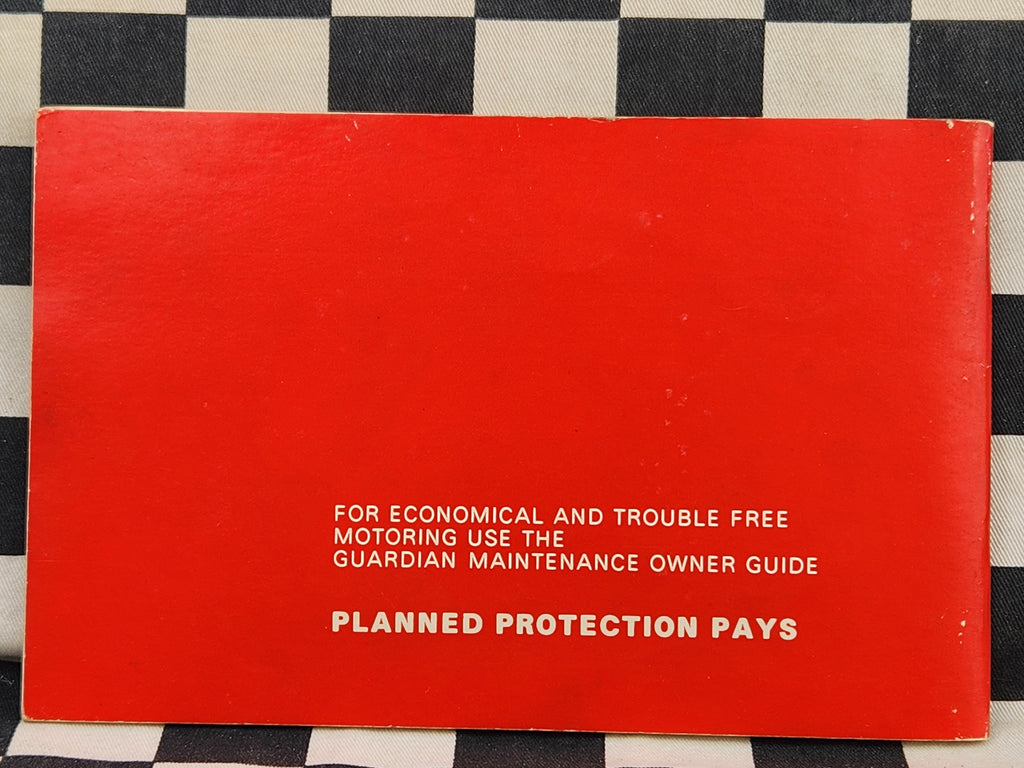 FOR ECONOMICAL AND TROUBLE FREE
MOTORING USE THE
GUARDIAN MAINTENANCE OWNER GUIDE
PLANNED PROTECTION PAYS